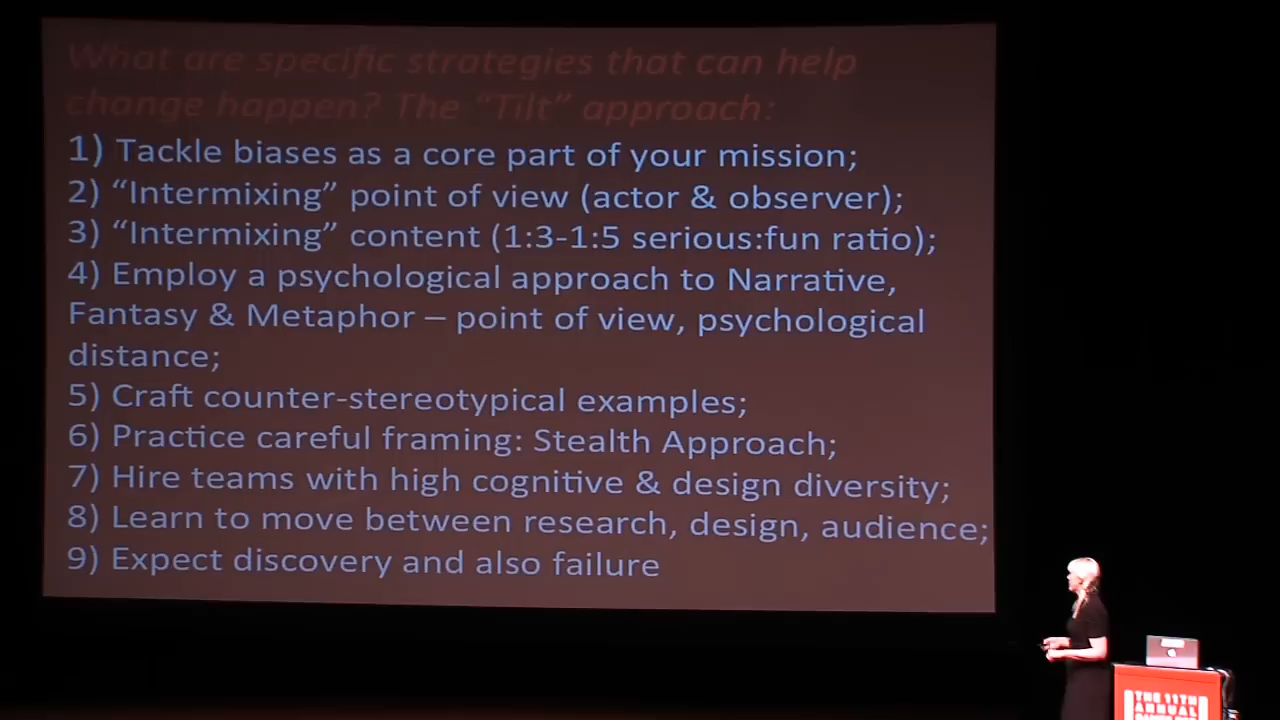 What are specific strategies that can help
change happen? The “Tilt” approach:
1) Tackle biases as a core part of your mission;
2) “Intermixing” point of view (actor & observer);
3) “Intermixing” content (1:3-1:5 serious:fun ratio);
4) Employ a psychological approach to Narrative,
Fantasy & Metaphor – point of view, psychological
distance;
5) Craft counter-stereotypical examples;
6) Practice careful framing: Stealth Approach;
7) Hire teams with high cognitive & design diversity;
8) Learn to move between research, design, audience;
9) Expect discovery and also failure
THE 11TH
ANNUAL